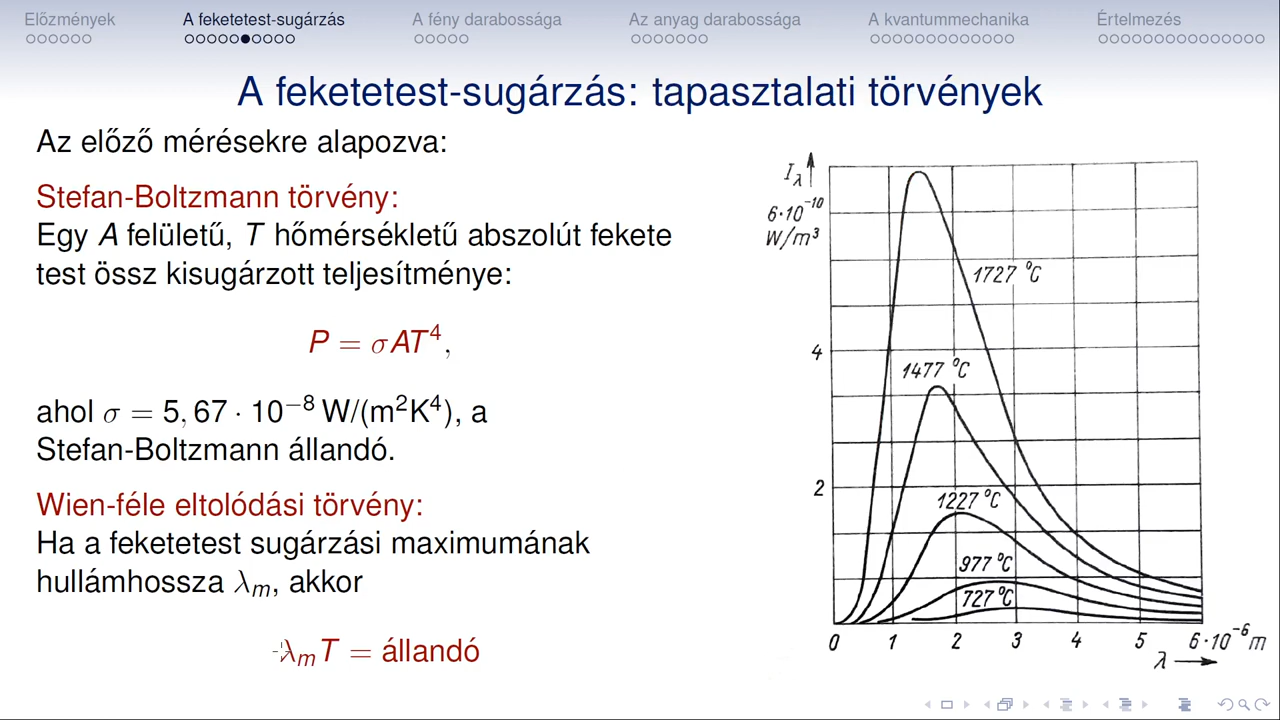 Előzmények
A feketetest-sugárzás
A fény darabossága
Az anyag darabossága
A kvantummechanika
Értelmezés
A feketetest-sugárzás: tapasztalati törvények
Az előző mérésekre alapozva:
Stefan-Boltzmann törvény:
Egy A felületű, T hőmérsékletű abszolút fekete
test össz kisugárzott teljesítménye:
P = σAT⁴,
ahol σ = 5,67 · 10⁻⁸ W/(m²K⁴), a
Stefan-Boltzmann állandó.
Wien-féle eltolódási törvény:
Ha a feketetest sugárzási maximumának
hullámhossza λₘ, akkor
λₘT = állandó
I_λ
6·10⁻¹⁰
W/m³
4
2
1727 °C
1477 °C
1227 °C
977 °C
727 °C
0 1 2 3 4 5 6·10⁻⁶ m
λ